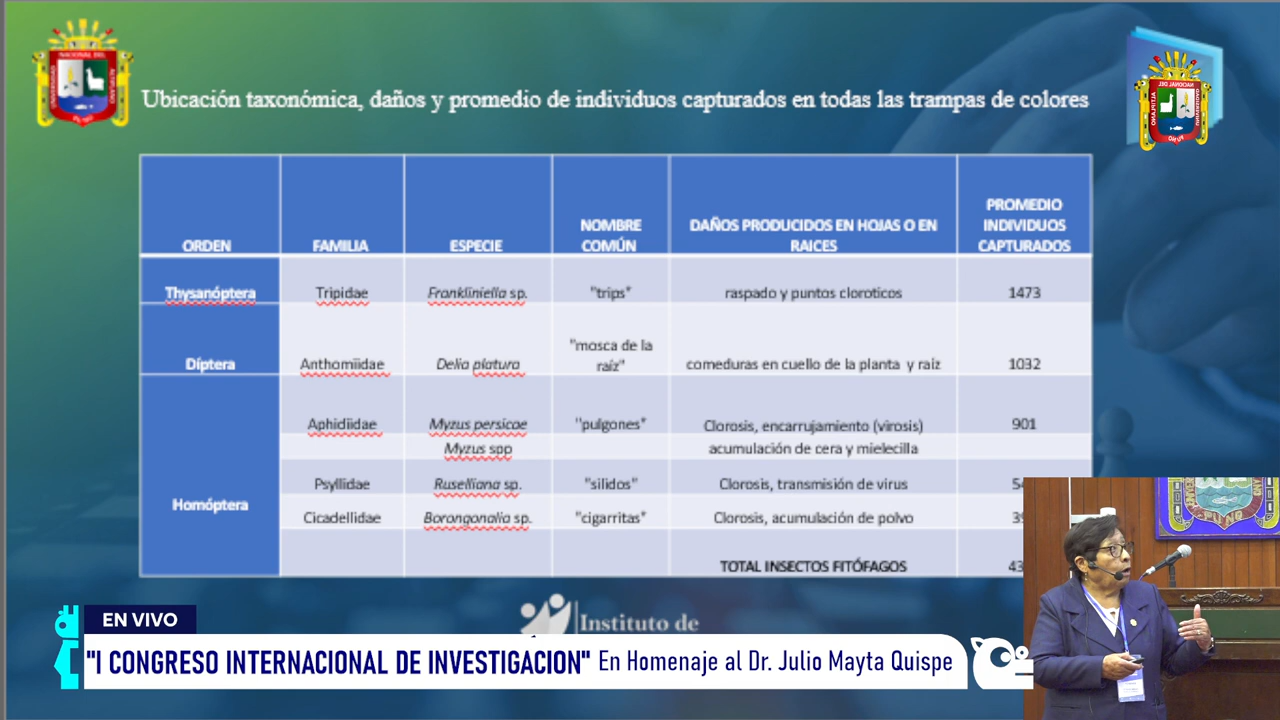 Ubicación taxonómica, daños y promedio de individuos capturados en todas las trampas de colores
ORDEN FAMILIA ESPECIE NOMBRE COMÚN DAÑOS PRODUCIDOS EN HOJAS O EN RAICES PROMEDIO INDIVIDUOS CAPTURADOS
Thysanóptera Tripidae Frankliniella sp. "trips" raspado y puntos cloroticos 1473
Díptera Anthomiidae Delia platura "mosca de la raíz" comeduras en cuello de la planta y raíz 1032
Homóptera
Aphidiidae Myzus persicae "pulgones" Clorosis, encarrujamiento (virosis) 901
Myzus spp acumulación de cera y mielecilla
Psyllidae Ruselliana sp. "silidos" Clorosis, transmisión de virus
Cicadellidae Borongonalia sp. "cigarritas" Clorosis, acumulación de polvo
TOTAL INSECTOS FITÓFAGOS
Instituto de
EN VIVO
"I CONGRESO INTERNACIONAL DE INVESTIGACION" En Homenaje al Dr. Julio Mayta Quispe